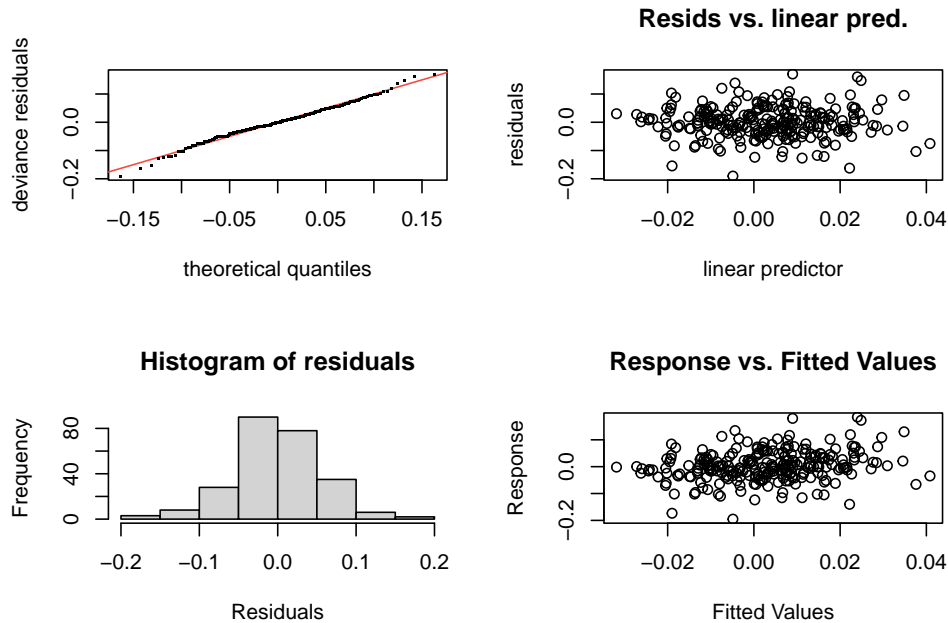 deviance residuals
−0.2
0.0
−0.15
−0.05
0.05
0.15
theoretical quantiles
Resids vs. linear pred.
residuals
−0.2
0.0
−0.02
0.00
0.02
0.04
linear predictor
Histogram of residuals
Frequency
0
40
80
−0.2
−0.1
0.0
0.1
0.2
Residuals
Response vs. Fitted Values
Response
−0.2
0.0
−0.02
0.00
0.02
0.04
Fitted Values